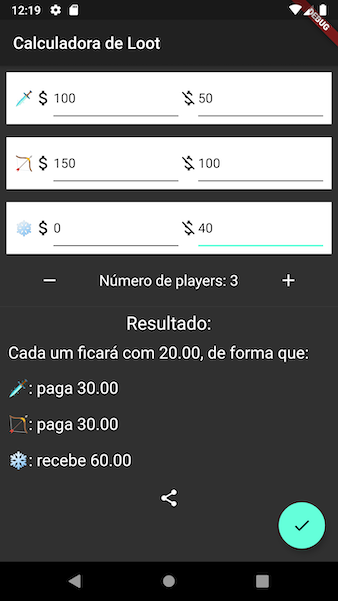 12:19
DEBUG
Calculadora de Loot
$ 100 50
$ 150 100
$ 0 40
Número de players: 3
Resultado:
Cada um ficará com 20.00, de forma que:
: paga 30.00
: paga 30.00
: recebe 60.00